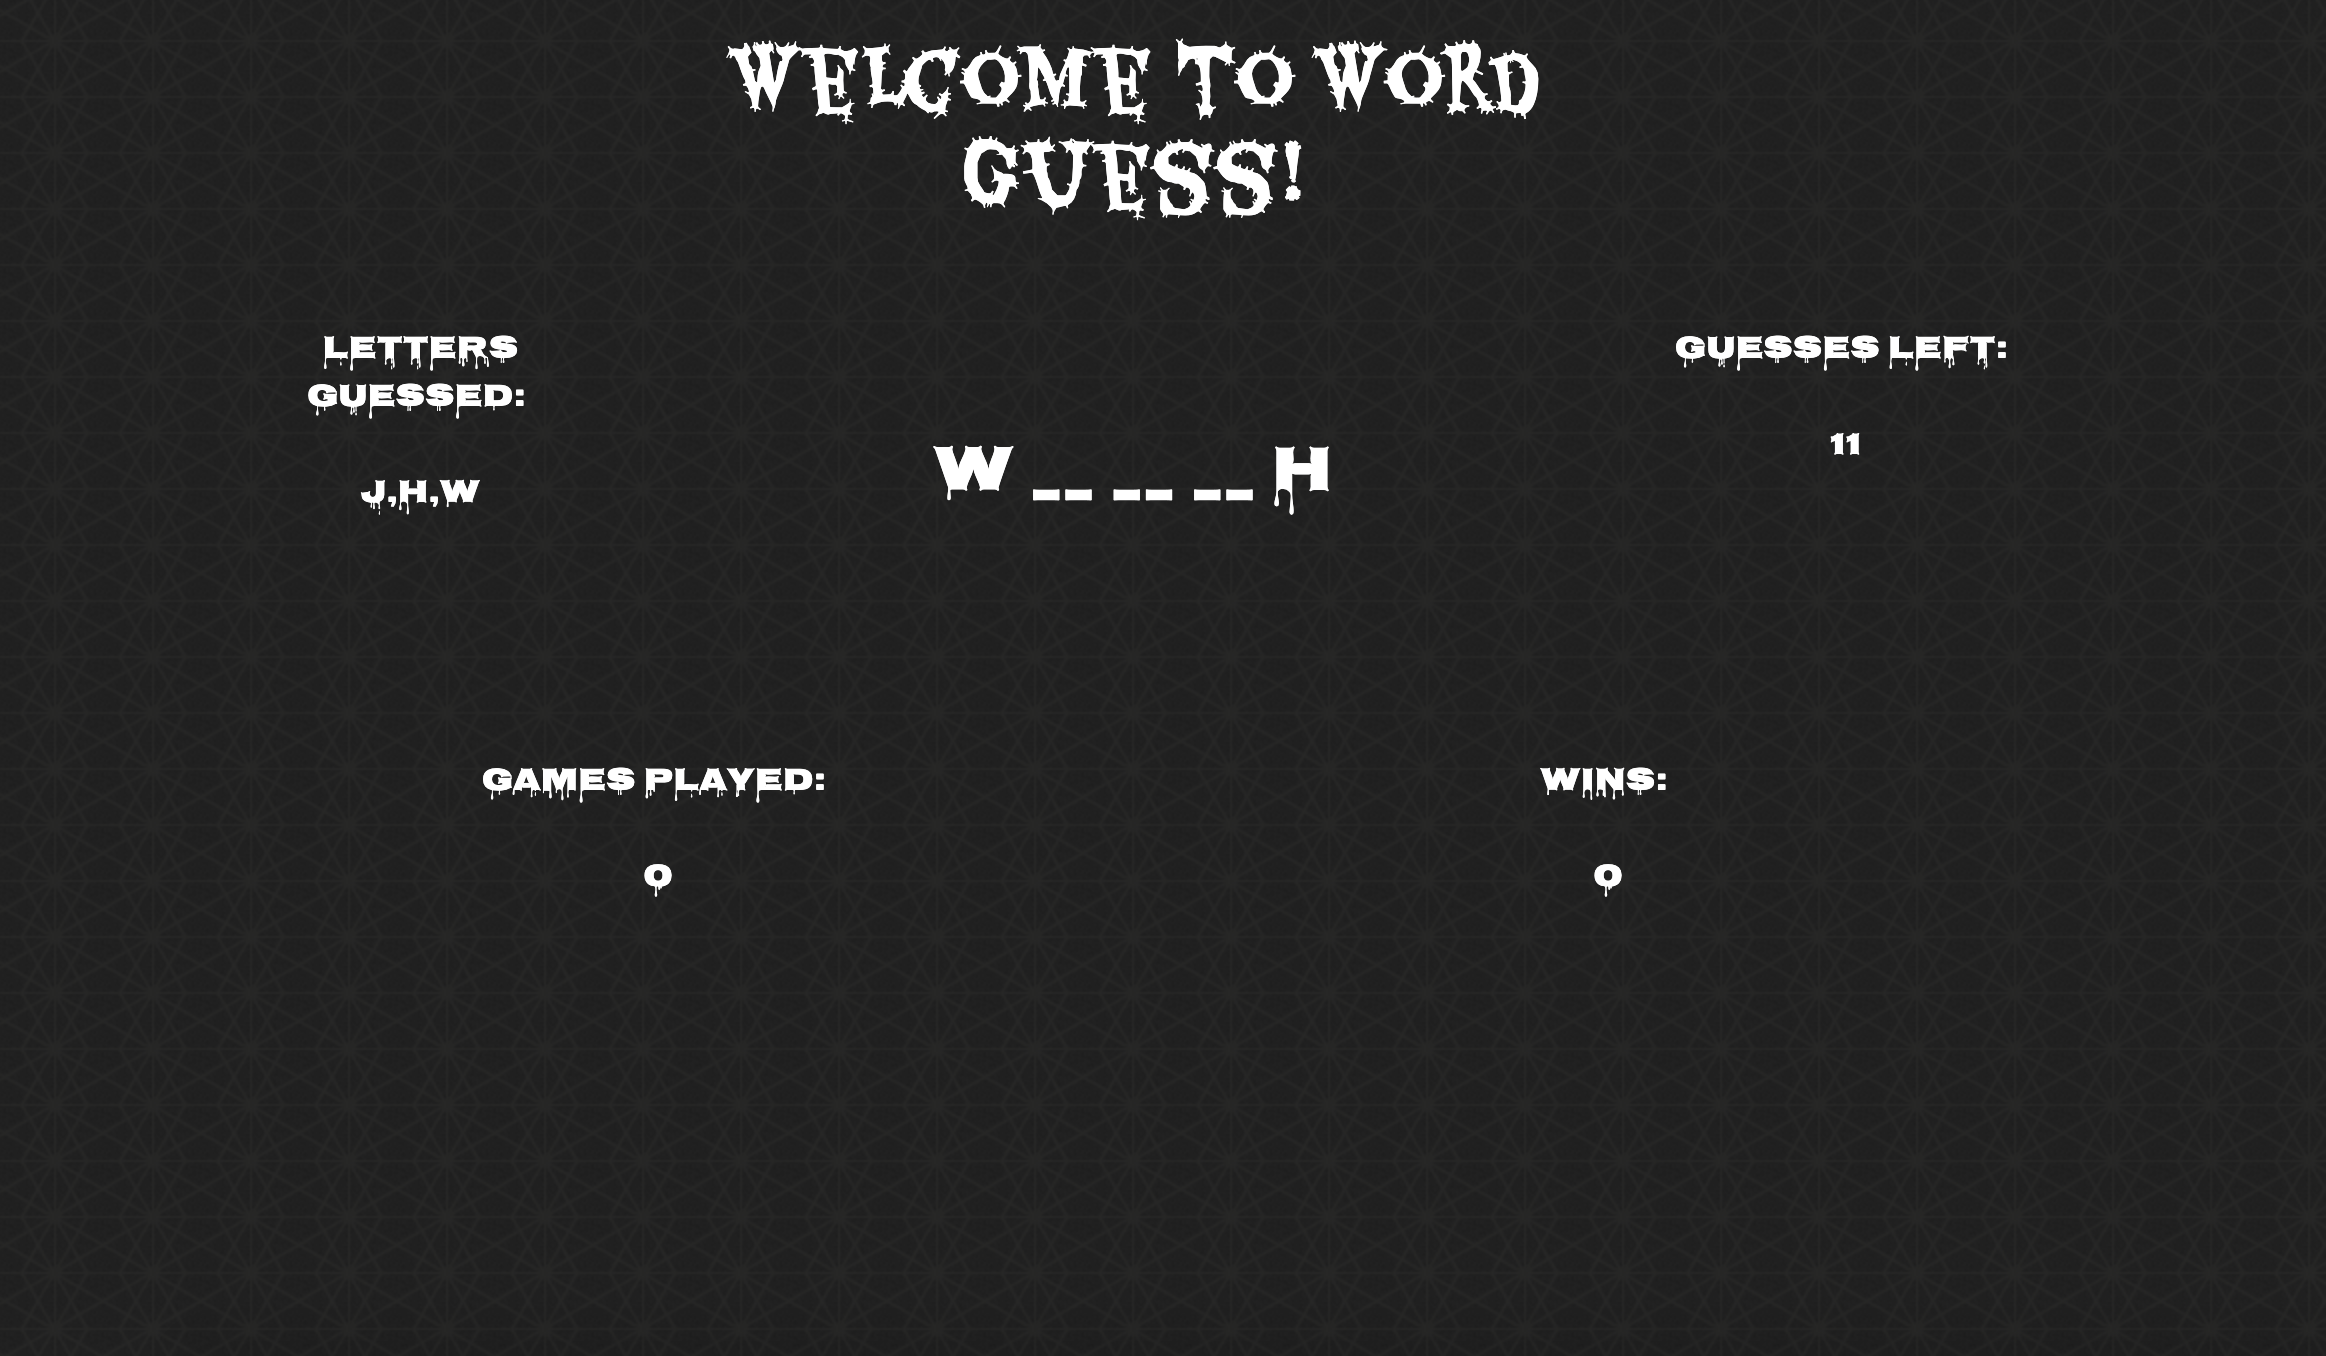 WELCOME TO WORD
GUESS!
LETTERS
GUESSED:
J,H,W
W __ __ __ H
GUESSES LEFT:
11
GAMES PLAYED:
0
WINS:
0